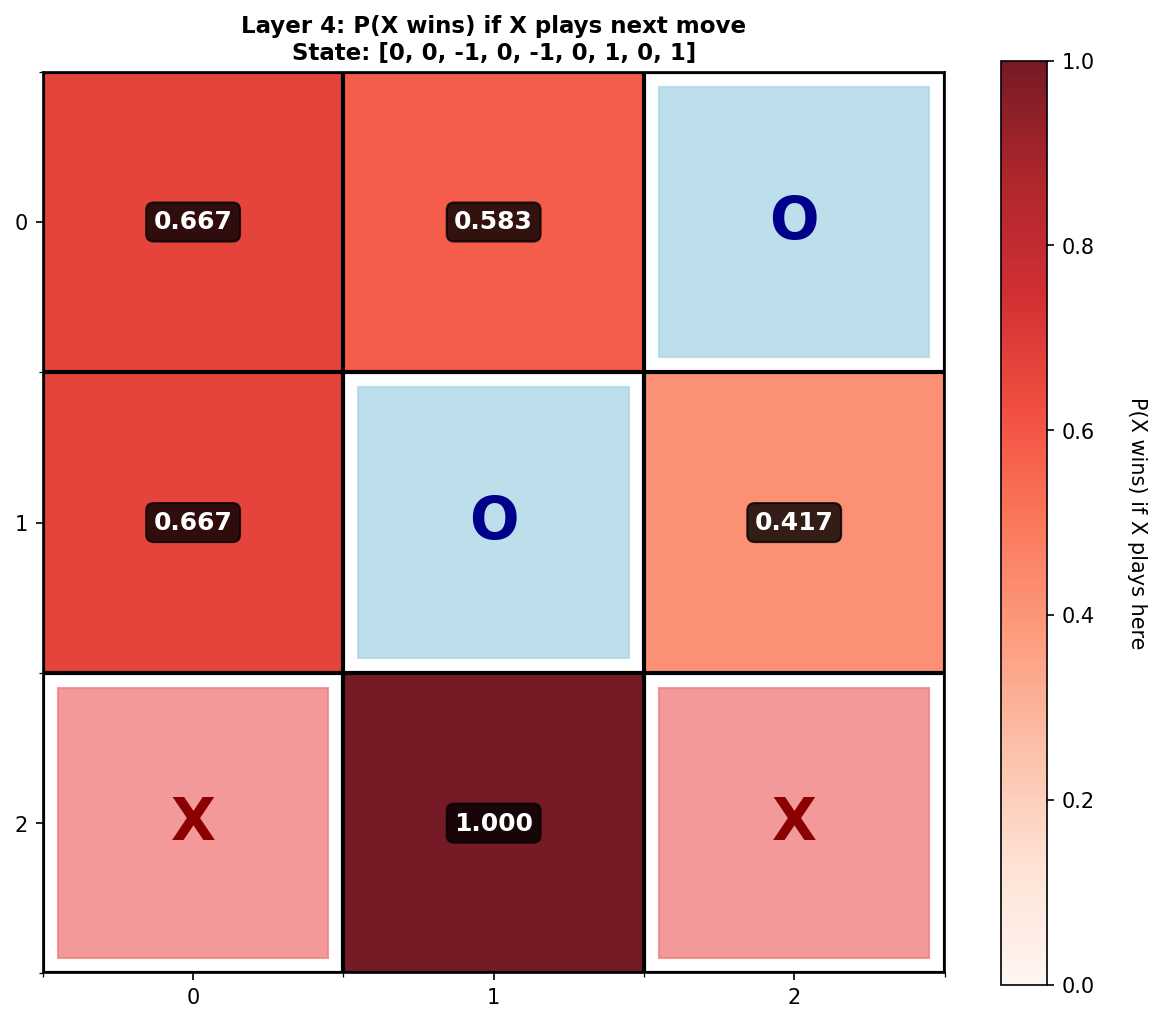 Layer 4: P(X wins) if X plays next move
State: [0, 0, -1, 0, -1, 0, 1, 0, 1]
1.0
0.8
0.6
0.4
0.2
0.0
P(X wins) if X plays here
0
0.667
0.583
O
1
0.667
O
0.417
2
X
1.000
X
0
1
2